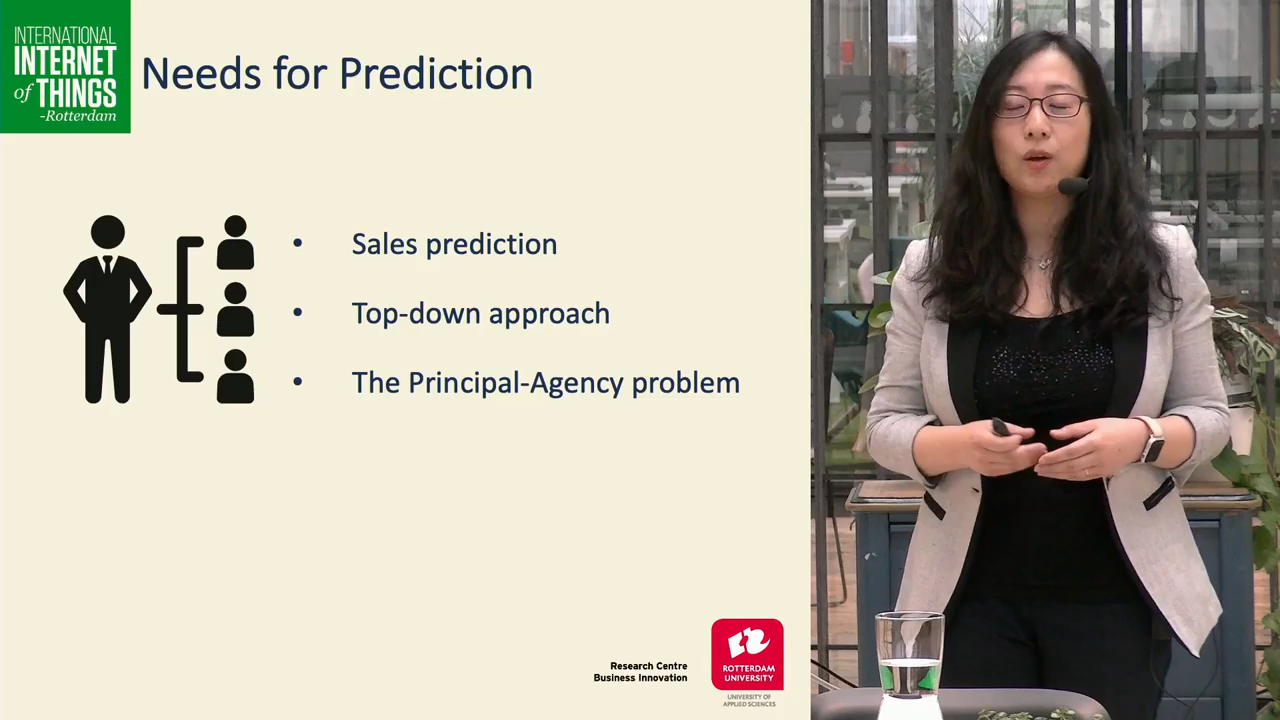 INTERNATIONAL
INTERNET
of THINGS
-Rotterdam
Needs for Prediction
• Sales prediction
• Top-down approach
• The Principal-Agency problem
Research Centre
Business Innovation
ROTTERDAM
UNIVERSITY
UNIVERSITY OF
APPLIED SCIENCES